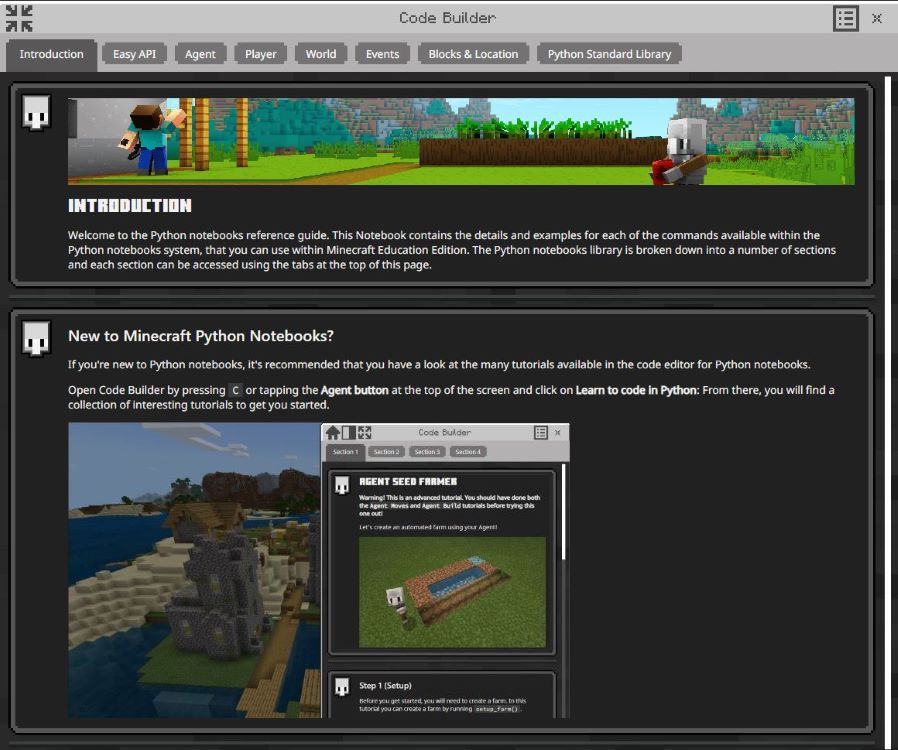 Code Builder
Introduction
Easy API
Agent
Player
World
Events
Blocks & Location
Python Standard Library
INTRODUCTION
Welcome to the Python notebooks reference guide. This Notebook contains the details and examples for each of the commands available within the
Python notebooks system, that you can use within Minecraft Education Edition. The Python notebooks library is broken down into a number of sections
and each section can be accessed using the tabs at the top of this page.
New to Minecraft Python Notebooks?
If you're new to Python notebooks, it's recommended that you have a look at the many tutorials available in the code editor for Python notebooks.
Open Code Builder by pressing C or tapping the Agent button at the top of the screen and click on Learn to code in Python: From there, you will find a
collection of interesting tutorials to get you started.
Code Builder
Section 1
Section 2
Section 3
Section 4
AGENT SEED FARMER
Warning! This is an advanced tutorial. You should have done both
the Agent Moves and Agent Build tutorials before trying this
one out!
Let's create an automated farm using your Agent!
Step 1 (Setup)
Before you get started, you will need to create a farm. In this
tutorial you can create a farm by running setup_farm().